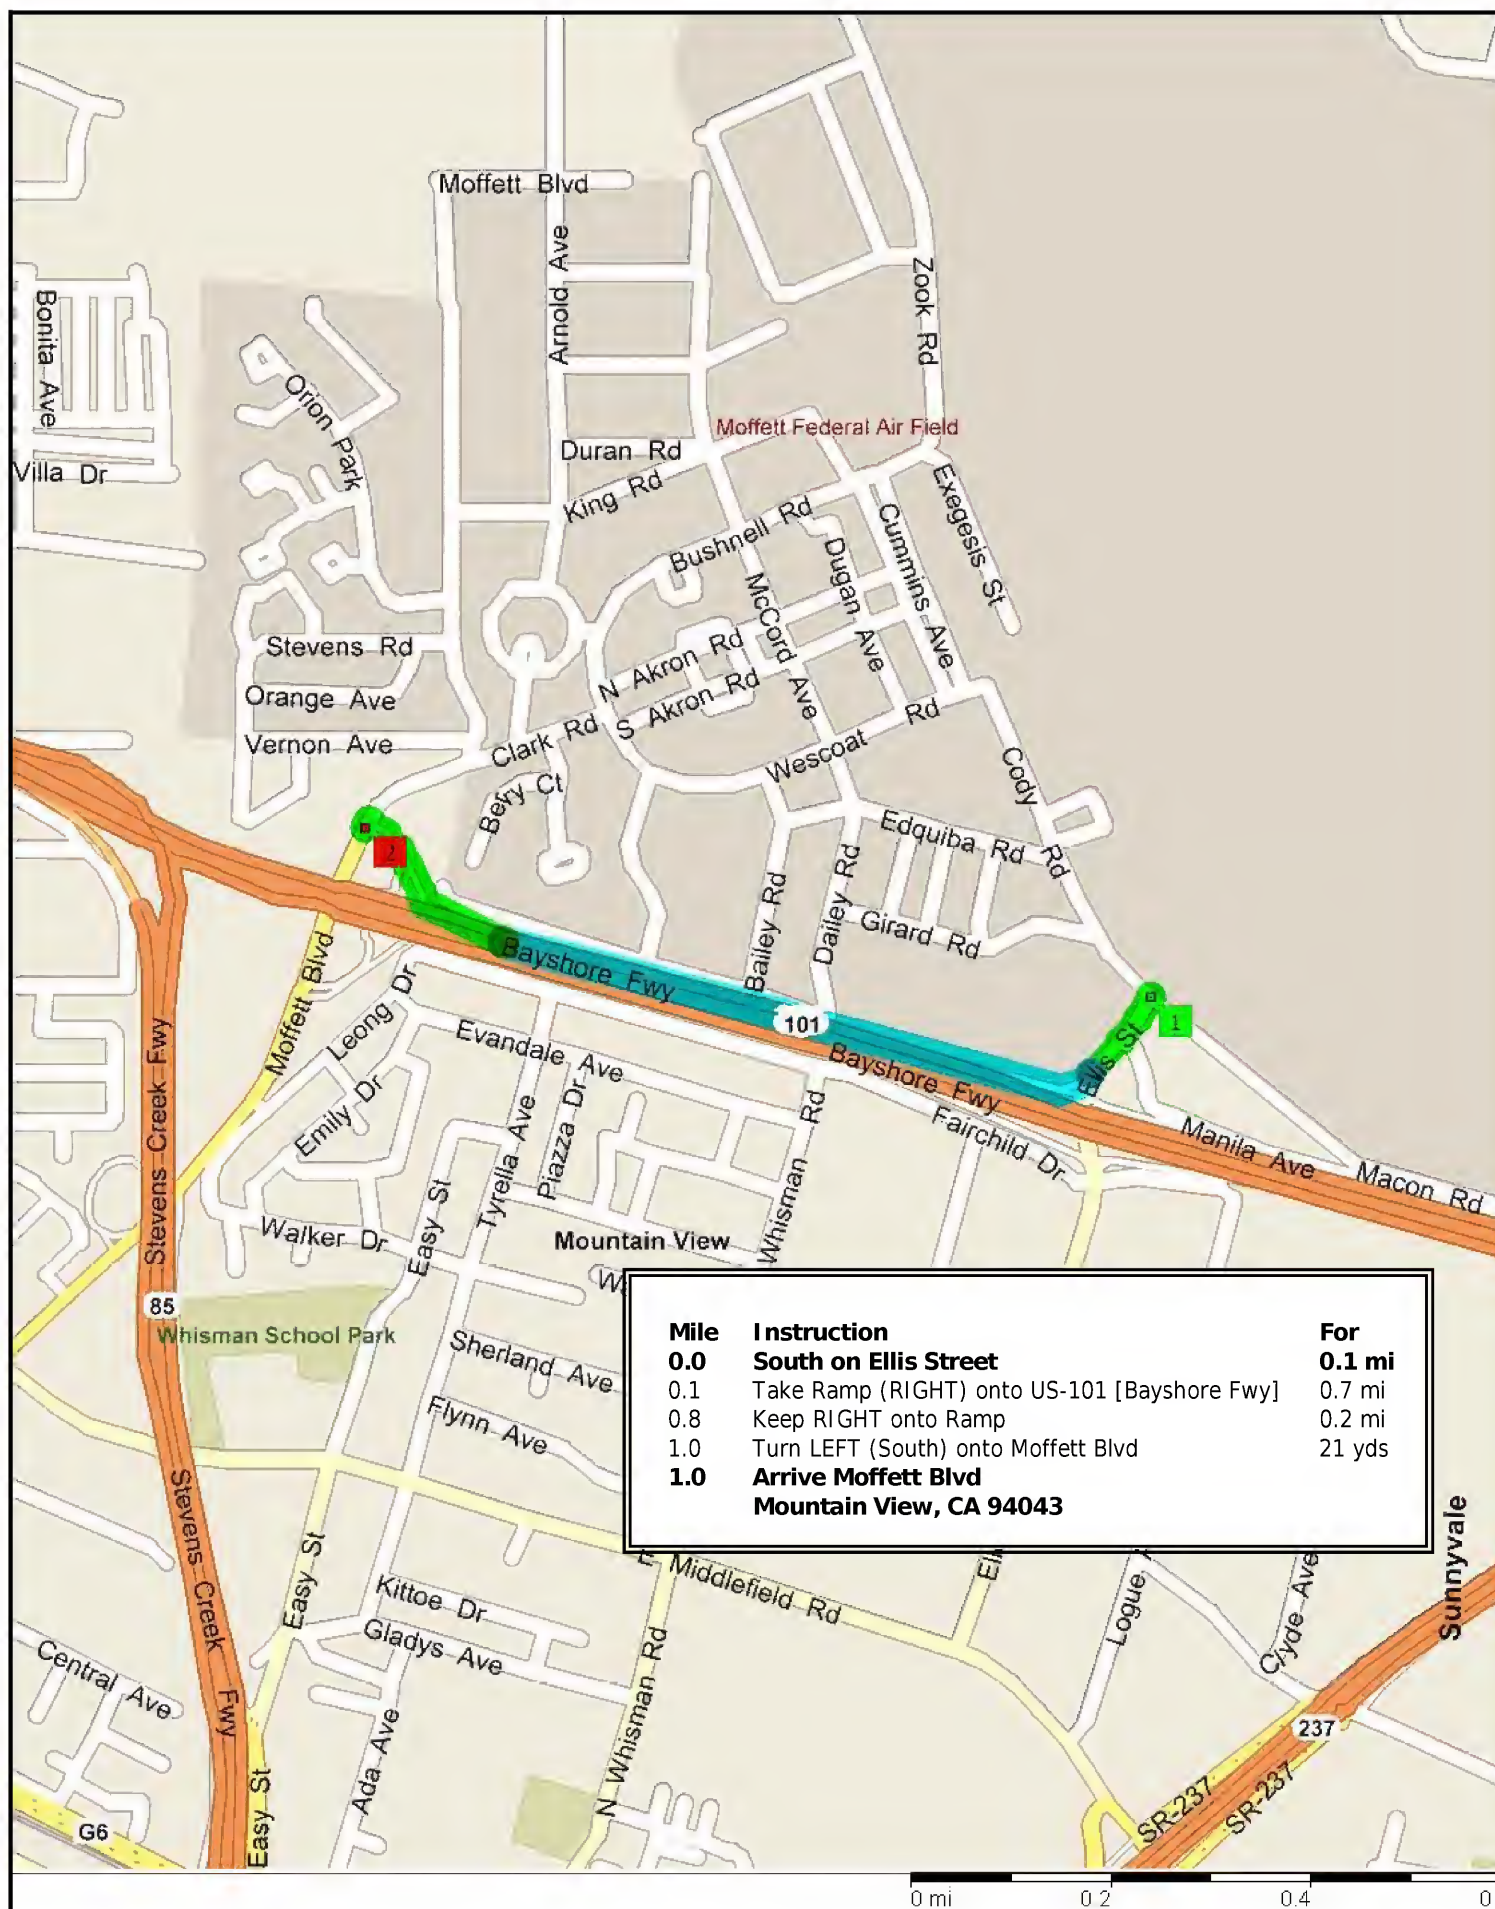 Moffett Blvd
Arnold Ave
Zook Rd
Bonita Ave
Orion Park
Moffett Federal Air Field
Duran Rd
Villa Dr
King Rd
Exegesis St
Bushnell Rd
Cummins Ave
Dugan Ave
McCord Ave
Stevens Rd
N Akron Rd
S Akron Rd
Orange Ave
Vernon Ave
Clark Rd
Wescoat Rd
Berry Ct
Cody Rd
Edquiba Rd
2
Bailey Rd
Dailey Rd
Girard Rd
Bayshore Fwy
Moffett Blvd
Leong Dr
101
1
Ellis St
Evandale Ave
Bayshore Fwy
Stevens Creek Fwy
Emily Dr
Piazza Dr
Tyrella Ave
Fairchild Dr
Manila Ave
Macon Rd
Whisman Rd
Easy St
Walker Dr
Mountain View
85
Whisman School Park
Sherland Ave
Flynn Ave
Mile Instruction For
0.0 South on Ellis Street 0.1 mi
0.1 Take Ramp (RIGHT) onto US-101 [Bayshore Fwy] 0.7 mi
0.8 Keep RIGHT onto Ramp 0.2 mi
1.0 Turn LEFT (South) onto Moffett Blvd 21 yds
1.0 Arrive Moffett Blvd
Mountain View, CA 94043
Stevens Creek Fwy
Easy St
E Middlefield Rd
Logue
Clyde Ave
Sunnyvale
Kittoe Dr
Gladys Ave
Central Ave
N Whisman Rd
Ada Ave
237
SR-237
SR-237
G6
Easy St
0 mi 0.2 0.4